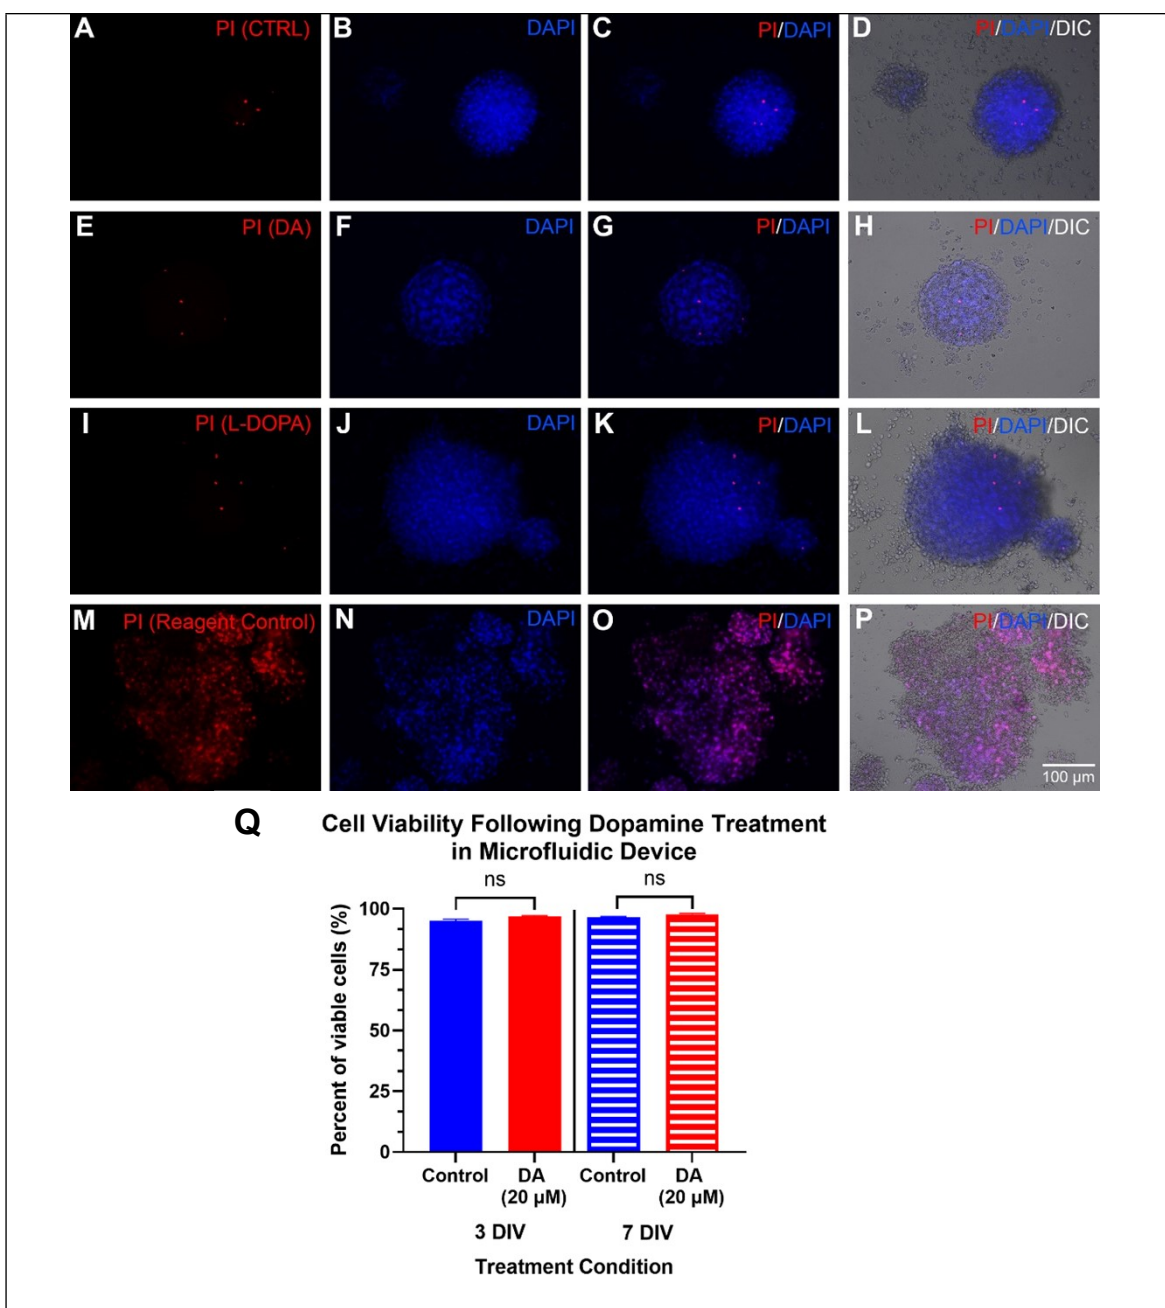 A PI (CTRL) B DAPI C PI/DAPI D PI/DAPI/DIC
E PI (DA) F DAPI G PI/DAPI H PI/DAPI/DIC
I PI (L-DOPA) J DAPI K PI/DAPI L PI/DAPI/DIC
M PI (Reagent Control) N DAPI O PI/DAPI P PI/DAPI/DIC
100 µm
Q Cell Viability Following Dopamine Treatment
in Microfluidic Device
ns ns
Percent of viable cells (%)
100
75
50
25
0
Control DA Control DA
(20 µM) (20 µM)
3 DIV 7 DIV
Treatment Condition